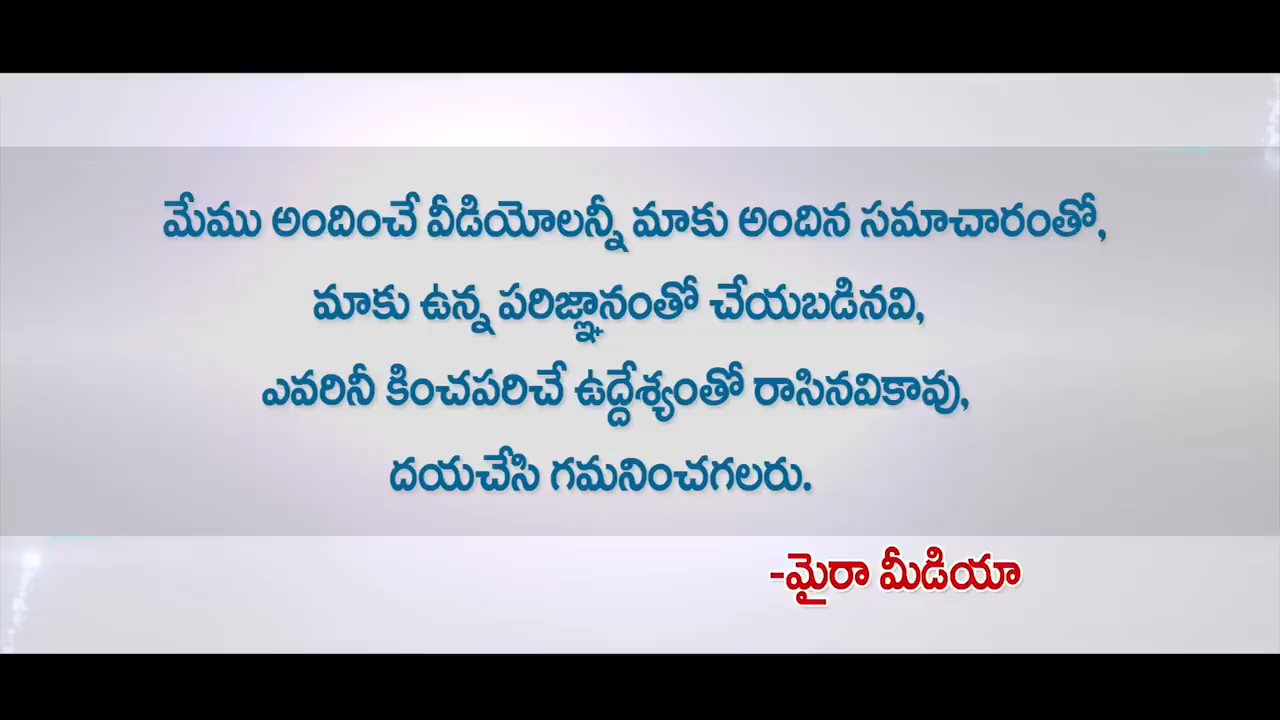 మేము అందించే వీడియోలన్నీ మాకు అందిన సమాచారంతో,
మాకు ఉన్న పరిజ్ఞానంతో చేయబడినవి,
ఎవరినీ కించపరిచే ఉద్దేశ్యంతో రాసినవికావు,
దయచేసి గమనించగలరు.
-మైరా మీడియా